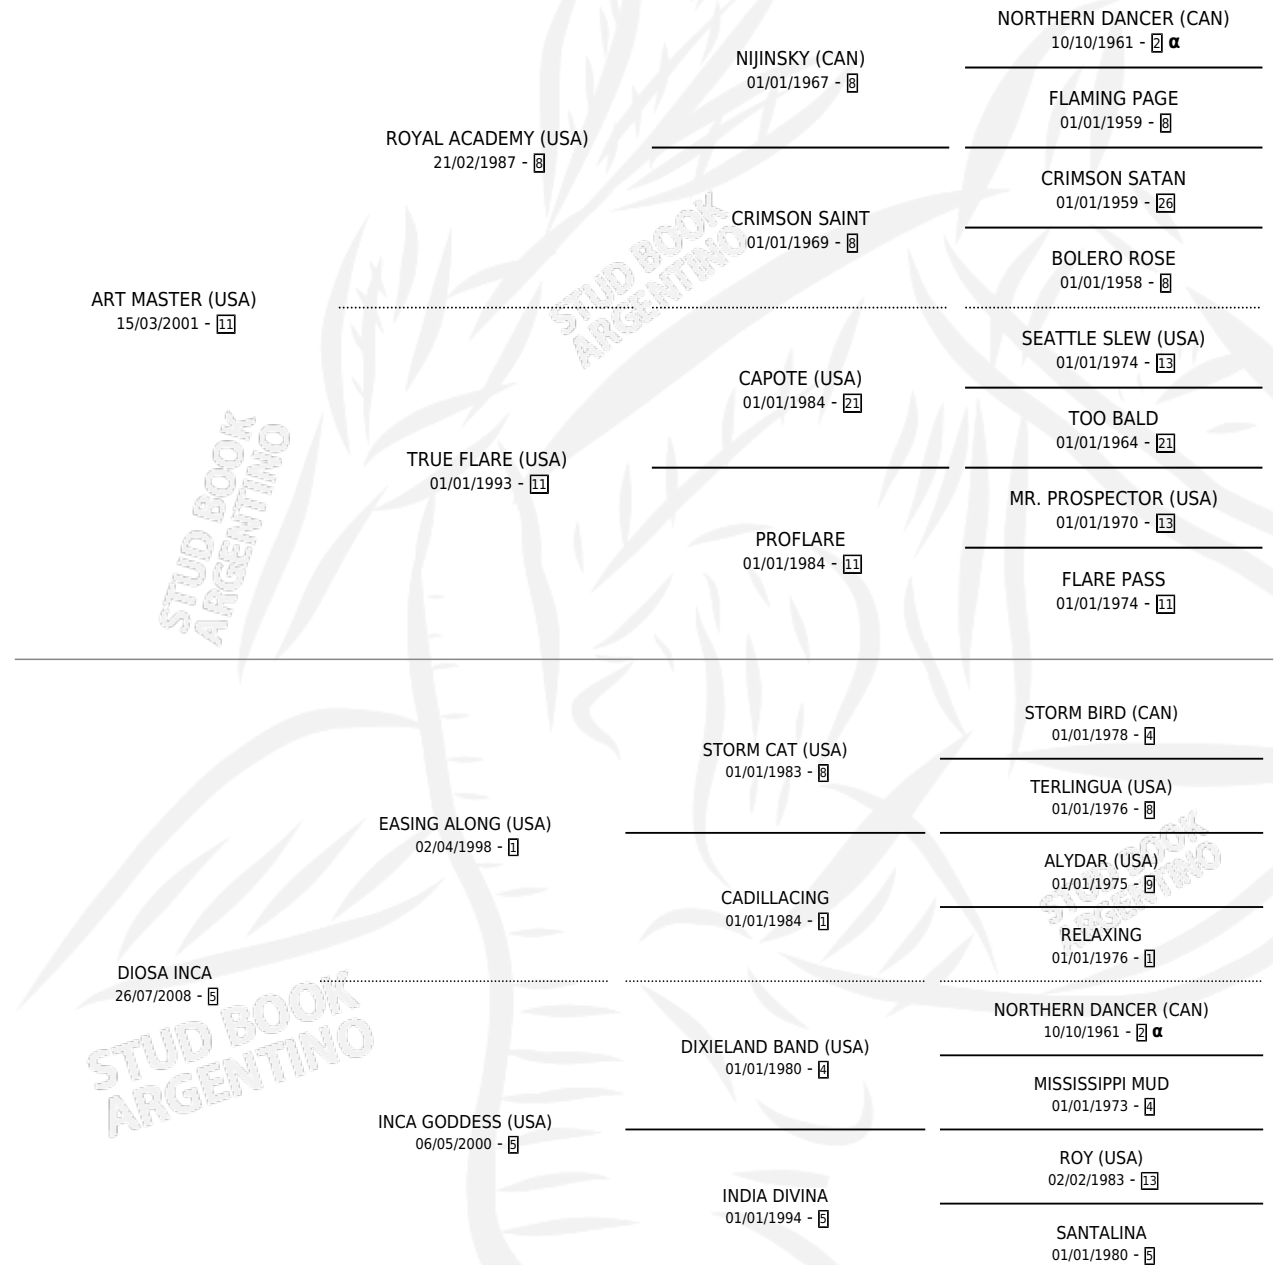 NORTHERN DANCER (CAN)
10/10/1961 - 2 α
NIJINSKY (CAN)
01/01/1967 - 8
FLAMING PAGE
01/01/1959 - 8
ROYAL ACADEMY (USA)
21/02/1987 - 8
CRIMSON SATAN
01/01/1959 - 26
CRIMSON SAINT
01/01/1969 - 8
BOLERO ROSE
01/01/1958 - 8
ART MASTER (USA)
15/03/2001 - 11
SEATTLE SLEW (USA)
01/01/1974 - 13
CAPOTE (USA)
01/01/1984 - 21
TOO BALD
01/01/1964 - 21
TRUE FLARE (USA)
01/01/1993 - 11
MR. PROSPECTOR (USA)
01/01/1970 - 13
PROFLARE
01/01/1984 - 11
FLARE PASS
01/01/1974 - 11
STORM BIRD (CAN)
01/01/1978 - 4
STORM CAT (USA)
01/01/1983 - 8
TERLINGUA (USA)
01/01/1976 - 8
EASING ALONG (USA)
02/04/1998 - 1
ALYDAR (USA)
01/01/1975 - 9
CADILLACING
01/01/1984 - 1
RELAXING
01/01/1976 - 1
DIOSA INCA
26/07/2008 - 5
NORTHERN DANCER (CAN)
10/10/1961 - 2 α
DIXIELAND BAND (USA)
01/01/1980 - 4
MISSISSIPPI MUD
01/01/1973 - 4
INCA GODDESS (USA)
06/05/2000 - 5
ROY (USA)
02/02/1983 - 13
INDIA DIVINA
01/01/1994 - 5
SANTALINA
01/01/1980 - 5
STUD BOOK
ARGENTINO
STUD BOOK
ARGENTINO
STUD BOOK
ARGENTINO
STUD BOOK
ARGENTINO